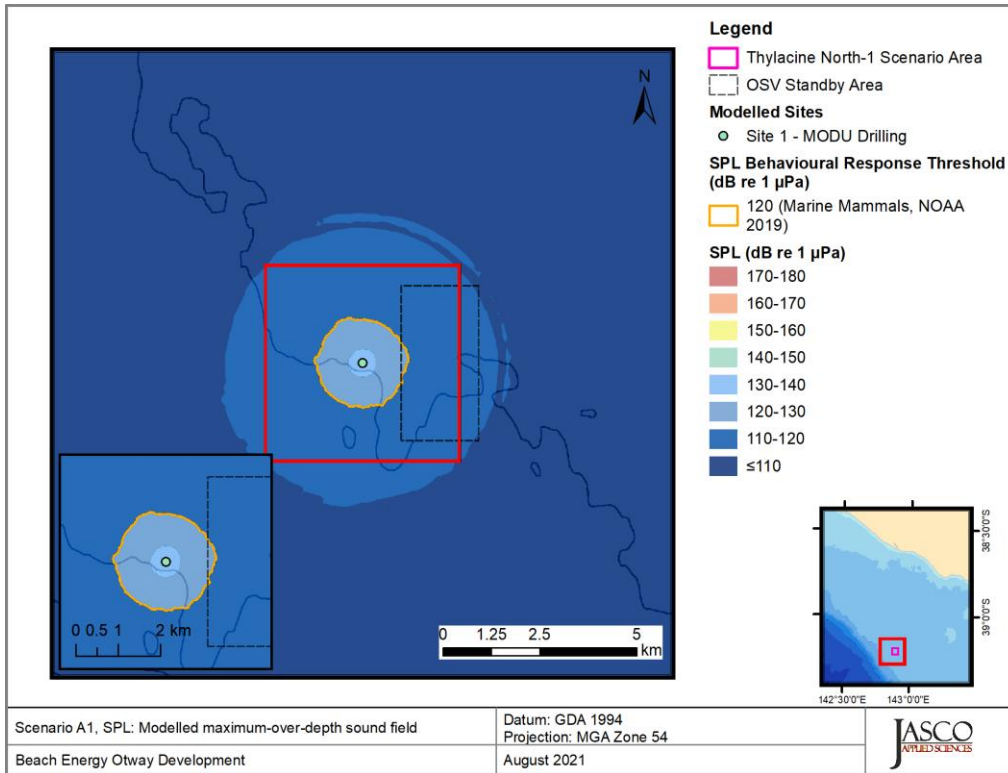 Legend
Thylacine North-1 Scenario Area
OSV Standby Area
Modelled Sites
Site 1 - MODU Drilling
SPL Behavioural Response Threshold
(dB re 1 µPa)
120 (Marine Mammals, NOAA
2019)
SPL (dB re 1 µPa)
170-180
160-170
150-160
140-150
130-140
120-130
110-120
≤110
N
0 0.5 1 2 km
0 1.25 2.5 5
km
38°30'0"S
39°0'0"S
142°30'0"E 143°0'0"E
Scenario A1, SPL: Modelled maximum-over-depth sound field
Datum: GDA 1994
Projection: MGA Zone 54
Beach Energy Otway Development
August 2021
JASCO
APPLIED SCIENCES